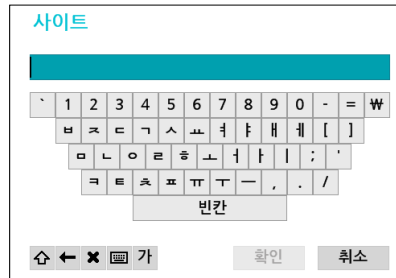 사이트
` 1 2 3 4 5 6 7 8 9 0 - = ₩
ㅂ ㅈ ㄷ ㄱ ㅅ ㅛ ㅕ ㅑ ㅐ ㅔ [ ]
ㅁ ㄴ ㅇ ㄹ ㅎ ㅗ ㅓ ㅏ ㅣ ; '
ㅋ ㅌ ㅊ ㅍ ㅠ ㅜ ㅡ , . /
빈칸
가 확인 취소